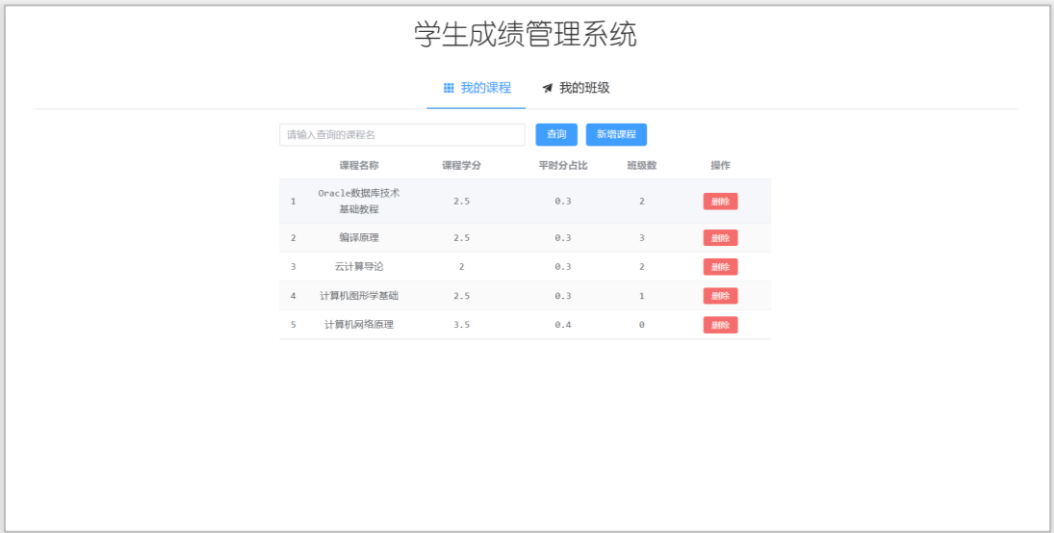 学生成绩管理系统
我的课程 我的班级
请输入查询的课程名 查询 新增课程
课程名称 课程学分 平时分占比 班级数 操作
1 Oracle数据库技术基础教程 2.5 0.3 2 删除
2 编译原理 2.5 0.3 3 删除
3 云计算导论 2 0.3 2 删除
4 计算机图形学基础 2.5 0.3 1 删除
5 计算机网络原理 3.5 0.4 0 删除